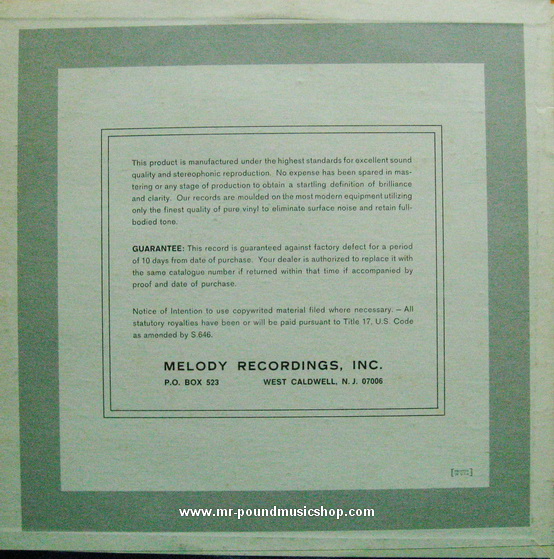 This product is manufactured under the highest standards for excellent sound
quality and stereophonic reproduction. No expense has been spared in mas-
tering or any stage of production to obtain a startling definition of brilliance
and clarity. Our records are moulded on the most modern equipment utilizing
only the finest quality of pure vinyl to eliminate surface noise and retain full-
bodied tone.
GUARANTEE: This record is guaranteed against factory defect for a period
of 10 days from date of purchase. Your dealer is authorized to replace it with
the same catalogue number if returned within that time if accompanied by
proof and date of purchase.
Notice of Intention to use copywrited material filed where necessary. — All
statutory royalties have been or will be paid pursuant to Title 17, U.S. Code
as amended by S.646.
MELODY RECORDINGS, INC.
P.O. BOX 523 WEST CALDWELL, N. J. 07006
www.mr-poundmusicshop.com